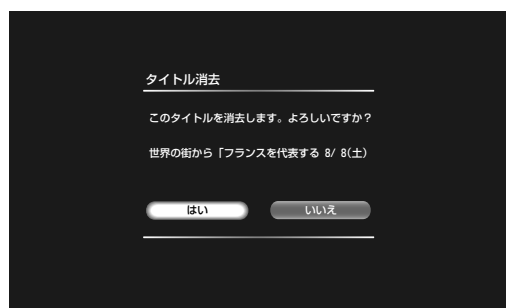 タイトル消去
このタイトルを消去します。よろしいですか？
世界の街から「フランスを代表する 8/ 8(土)
はい
いいえ